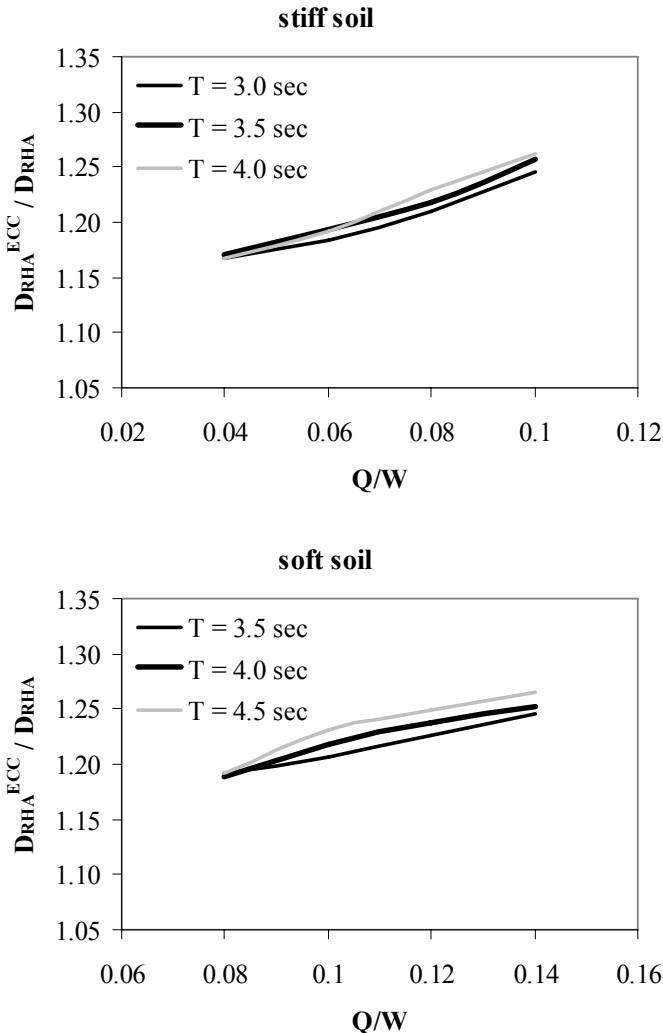 stiff soil
1.35
1.30
1.25
1.20
1.15
1.10
1.05
DRHA^ECC / DRHA
T = 3.0 sec
T = 3.5 sec
T = 4.0 sec
0.02 0.04 0.06 0.08 0.1 0.12
Q/W
soft soil
1.35
1.30
1.25
1.20
1.15
1.10
1.05
DRHA^ECC / DRHA
T = 3.5 sec
T = 4.0 sec
T = 4.5 sec
0.06 0.08 0.1 0.12 0.14 0.16
Q/W